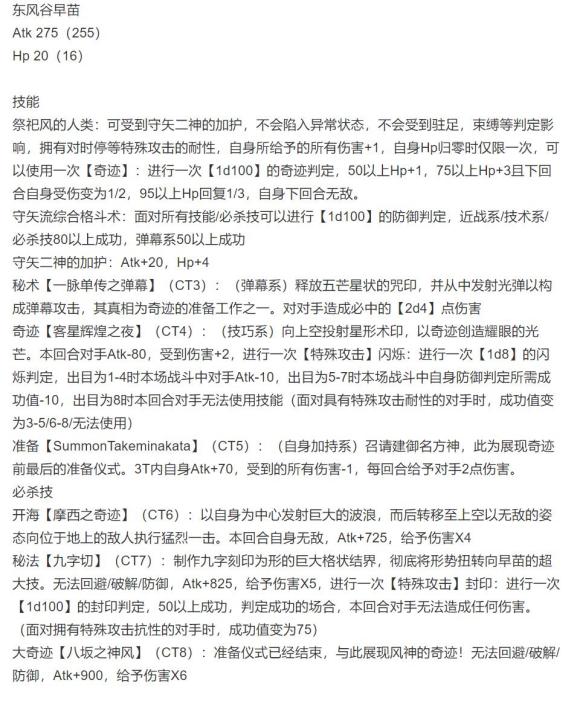 东风谷早苗
Atk 275（255）
Hp 20（16）
技能
祭祀风的人类：可受到守矢二神的加护，不会陷入异常状态，不会受到驻足，束缚等判定影
响，拥有对时停等特殊攻击的耐性，自身所给予的所有伤害+1，自身Hp归零时仅限一次，可
以使用一次【奇迹】：进行一次【1d100】的奇迹判定，50以上Hp+1，75以上Hp+3且下回
合自身受伤变为1/2，95以上Hp回复1/3，自身下回合无敌。
守矢流综合格斗术：面对所有技能/必杀技可以进行【1d100】的防御判定，近战系/技术系/
必杀技80以上成功，弹幕系50以上成功
守矢二神的加护：Atk+20，Hp+4
秘术【一脉单传之弹幕】（CT3）：（弹幕系）释放五芒星状的咒印，并从中发射光弹以构
成弹幕攻击，其真相为奇迹的准备工作之一。对对手造成必中的【2d4】点伤害
奇迹【客星辉煌之夜】（CT4）：（技巧系）向上空投射星形术印，以奇迹创造耀眼的光
芒。本回合对手Atk-80，受到伤害+2，进行一次【特殊攻击】闪烁：进行一次【1d8】的闪
烁判定，出目为1-4时本场战斗中对手Atk-10，出目为5-7时本场战斗中自身防御判定所需成
功值-10，出目为8时本回合对手无法使用技能（面对具有特殊攻击耐性的对手时，成功值变
为3-5/6-8/无法使用）
准备【SummonTakeminakata】（CT5）：（自身加持系）召请建御名方神，此为展现奇迹
前最后的准备仪式。3T内自身Atk+70，受到的所有伤害-1，每回合给予对手2点伤害。
必杀技
开海【摩西之奇迹】（CT6）：以自身为中心发射巨大的波浪，而后转移至上空以无敌的姿
态向位于地上的敌人执行猛烈一击。本回合自身无敌，Atk+725，给予伤害X4
秘法【九字切】（CT7）：制作九字刻印为形的巨大格状结界，彻底将形势扭转向早苗的超
大技。无法回避/破解/防御，Atk+825，给予伤害X5，进行一次【特殊攻击】封印：进行一次
【1d100】的封印判定，50以上成功，判定成功的场合，本回合对手无法造成任何伤害。
（面对拥有特殊攻击抗性的对手时，成功值变为75）
大奇迹【八坂之神风】（CT8）：准备仪式已经结束，与此展现风神的奇迹！无法回避/破解/
防御，Atk+900，给予伤害X6